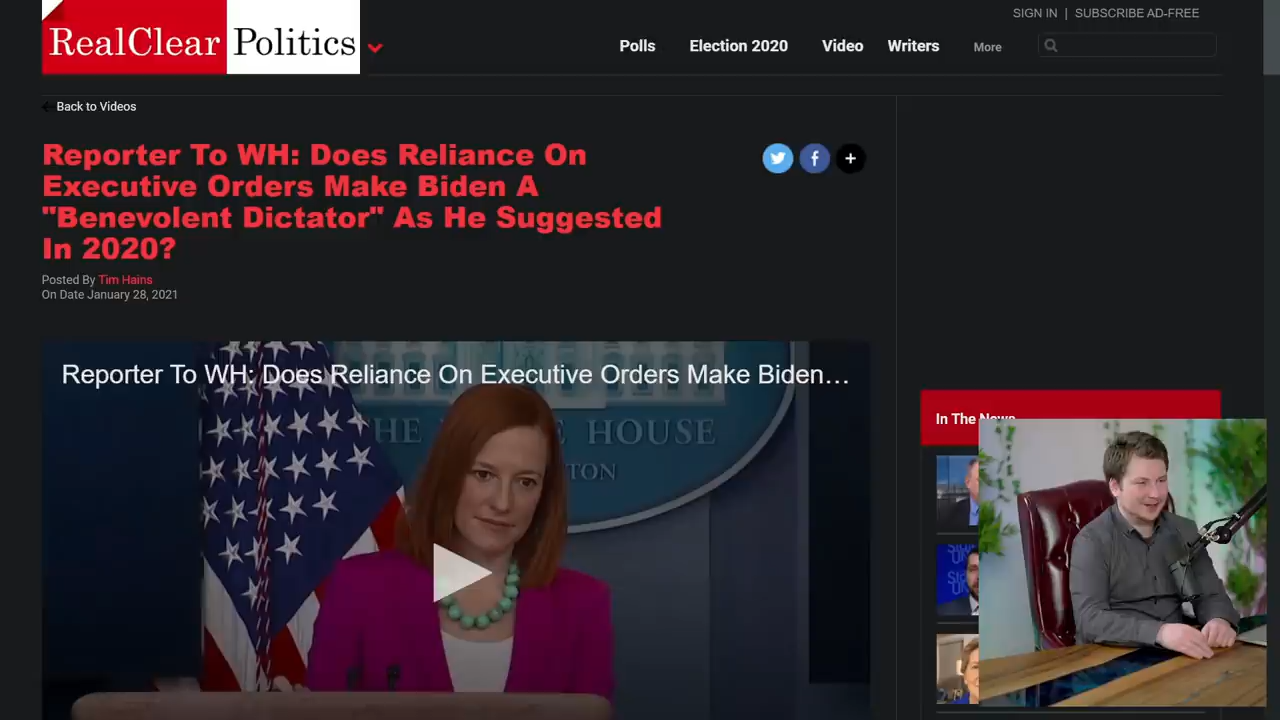 SIGN IN | SUBSCRIBE AD-FREE
RealClear Politics
Polls Election 2020 Video Writers More
Back to Videos
Reporter To WH: Does Reliance On
Executive Orders Make Biden A
"Benevolent Dictator" As He Suggested
In 2020?
Posted By Tim Hains
On Date January 28, 2021
Reporter To WH: Does Reliance On Executive Orders Make Biden…
HOUSE
In The News